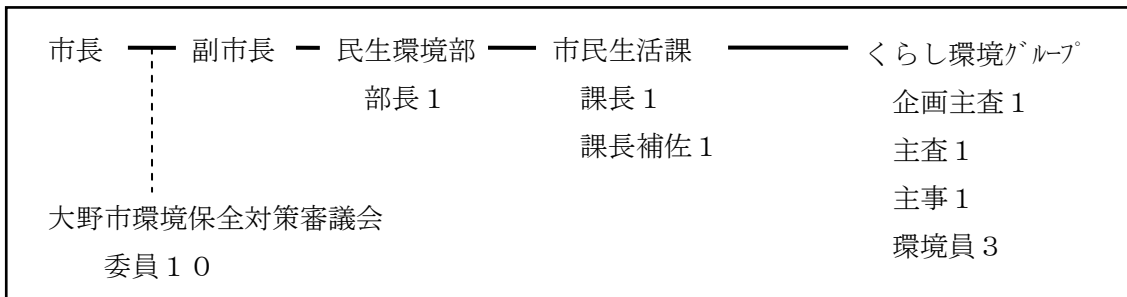 市長 副市長 民生環境部 市民生活課 くらし環境ｸﾞﾙｰﾌﾟ
部長１ 課長１ 企画主査１
課長補佐１ 主査１
主事１
大野市環境保全対策審議会 環境員３
委員１０